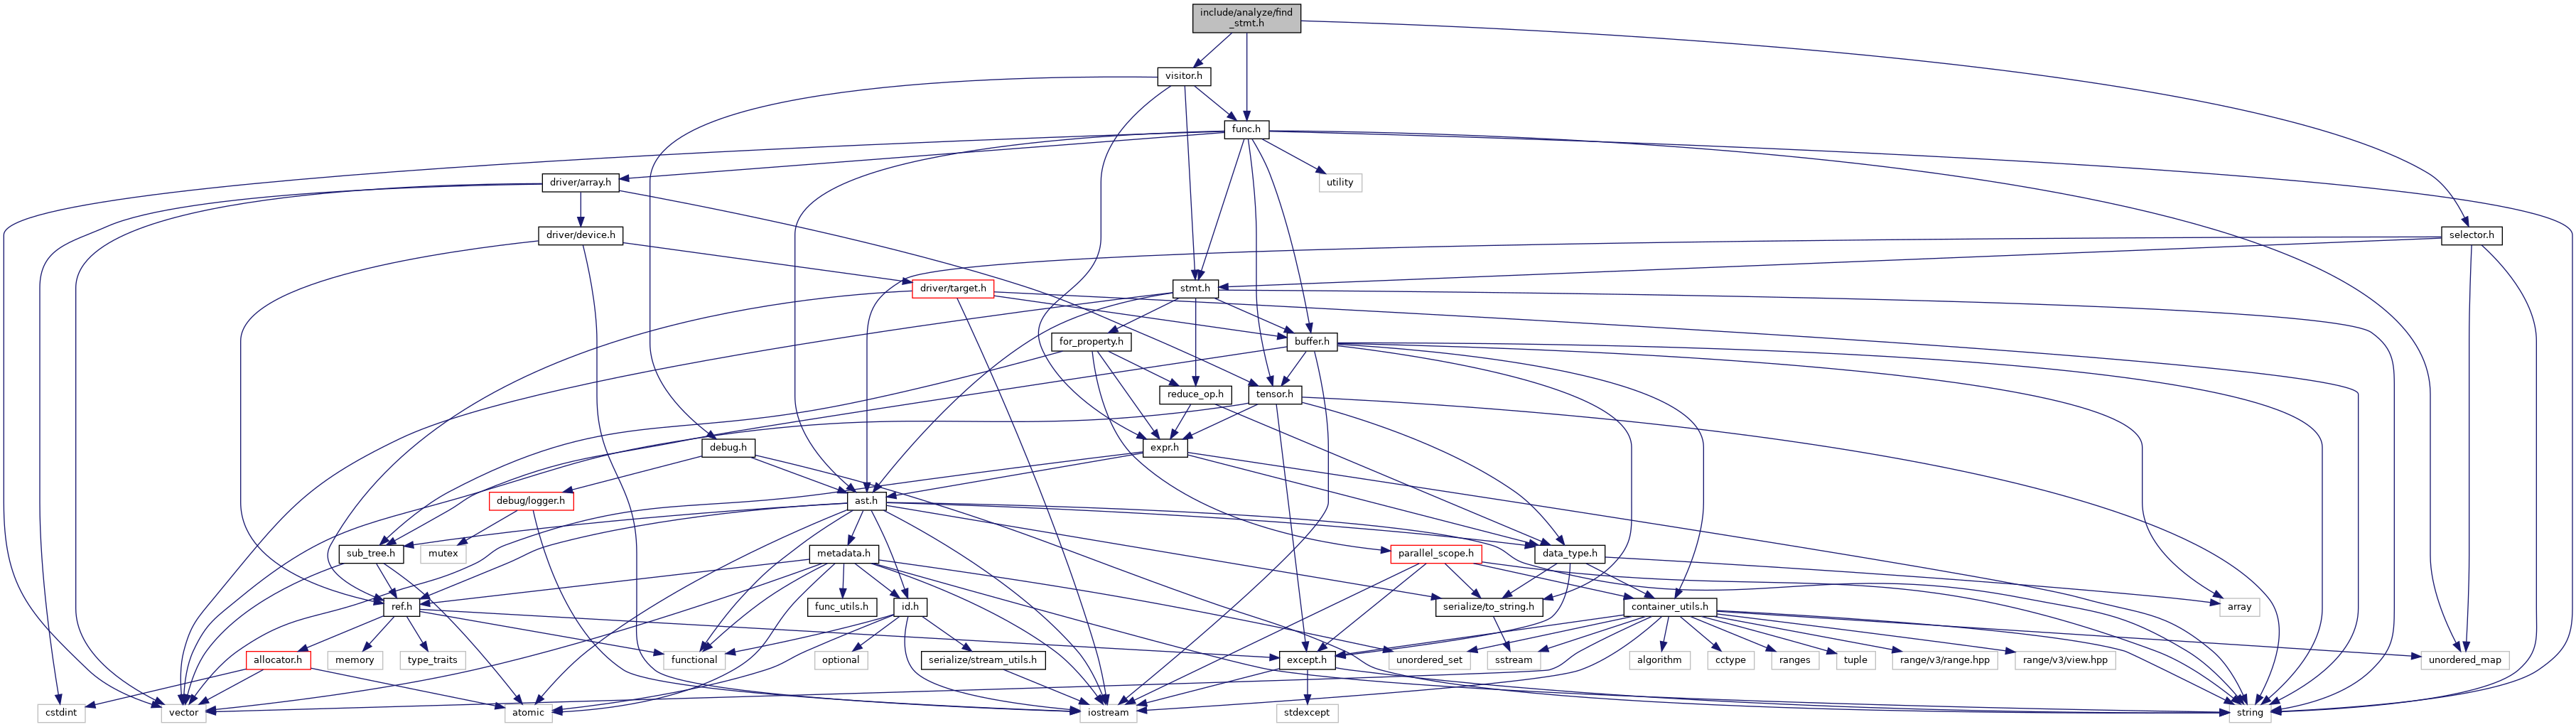 include/analyze/find
_stmt.h
visitor.h
func.h
driver/array.h
utility
driver/device.h
selector.h
driver/target.h
stmt.h
for_property.h
buffer.h
reduce_op.h
tensor.h
debug.h
expr.h
debug/logger.h
ast.h
sub_tree.h
mutex
metadata.h
parallel_scope.h
data_type.h
ref.h
func_utils.h
id.h
serialize/to_string.h
container_utils.h
array
allocator.h
memory
type_traits
functional
optional
serialize/stream_utils.h
except.h
unordered_set
sstream
algorithm
cctype
ranges
tuple
range/v3/range.hpp
range/v3/view.hpp
unordered_map
cstdint
vector
atomic
iostream
stdexcept
string